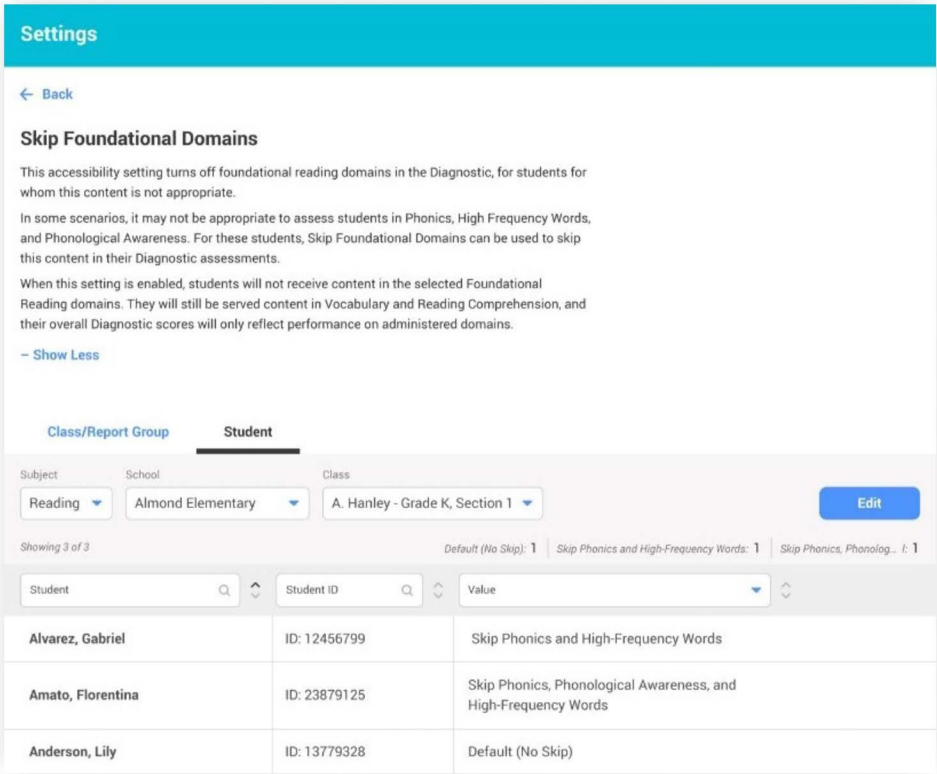 Settings
← Back
Skip Foundational Domains
This accessibility setting turns off foundational reading domains in the Diagnostic, for students for
whom this content is not appropriate.
In some scenarios, it may not be appropriate to assess students in Phonics, High Frequency Words,
and Phonological Awareness. For these students, Skip Foundational Domains can be used to skip
this content in their Diagnostic assessments.
When this setting is enabled, students will not receive content in the selected Foundational
Reading domains. They will still be served content in Vocabulary and Reading Comprehension, and
their overall Diagnostic scores will only reflect performance on administered domains.
– Show Less
Class/Report Group Student
Subject School Class
Reading Almond Elementary A. Hanley - Grade K, Section 1 Edit
Showing 3 of 3 Default (No Skip): 1 Skip Phonics and High-Frequency Words: 1 Skip Phonics, Phonolog... l: 1
Student Student ID Value
Alvarez, Gabriel ID: 12456799 Skip Phonics and High-Frequency Words
Amato, Florentina ID: 23879125 Skip Phonics, Phonological Awareness, and
High-Frequency Words
Anderson, Lily ID: 13779328 Default (No Skip)